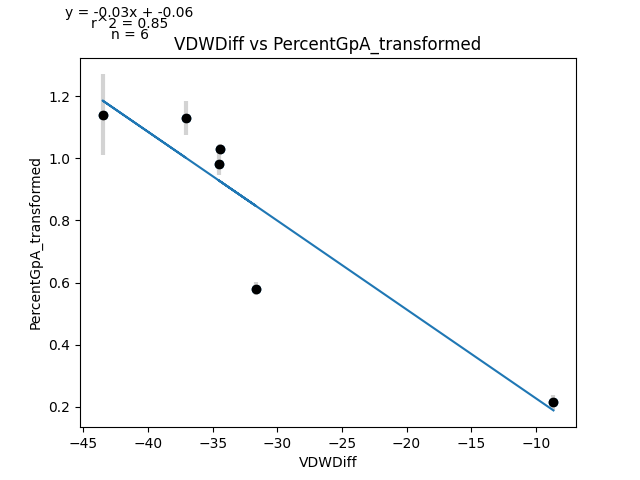 y = -0.03x + -0.06
r^2 = 0.85
n = 6
VDWDiff vs PercentGpA_transformed
1.2
1.0
0.8
0.6
0.4
0.2
PercentGpA_transformed
−45
−40
−35
−30
−25
−20
−15
−10
VDWDiff